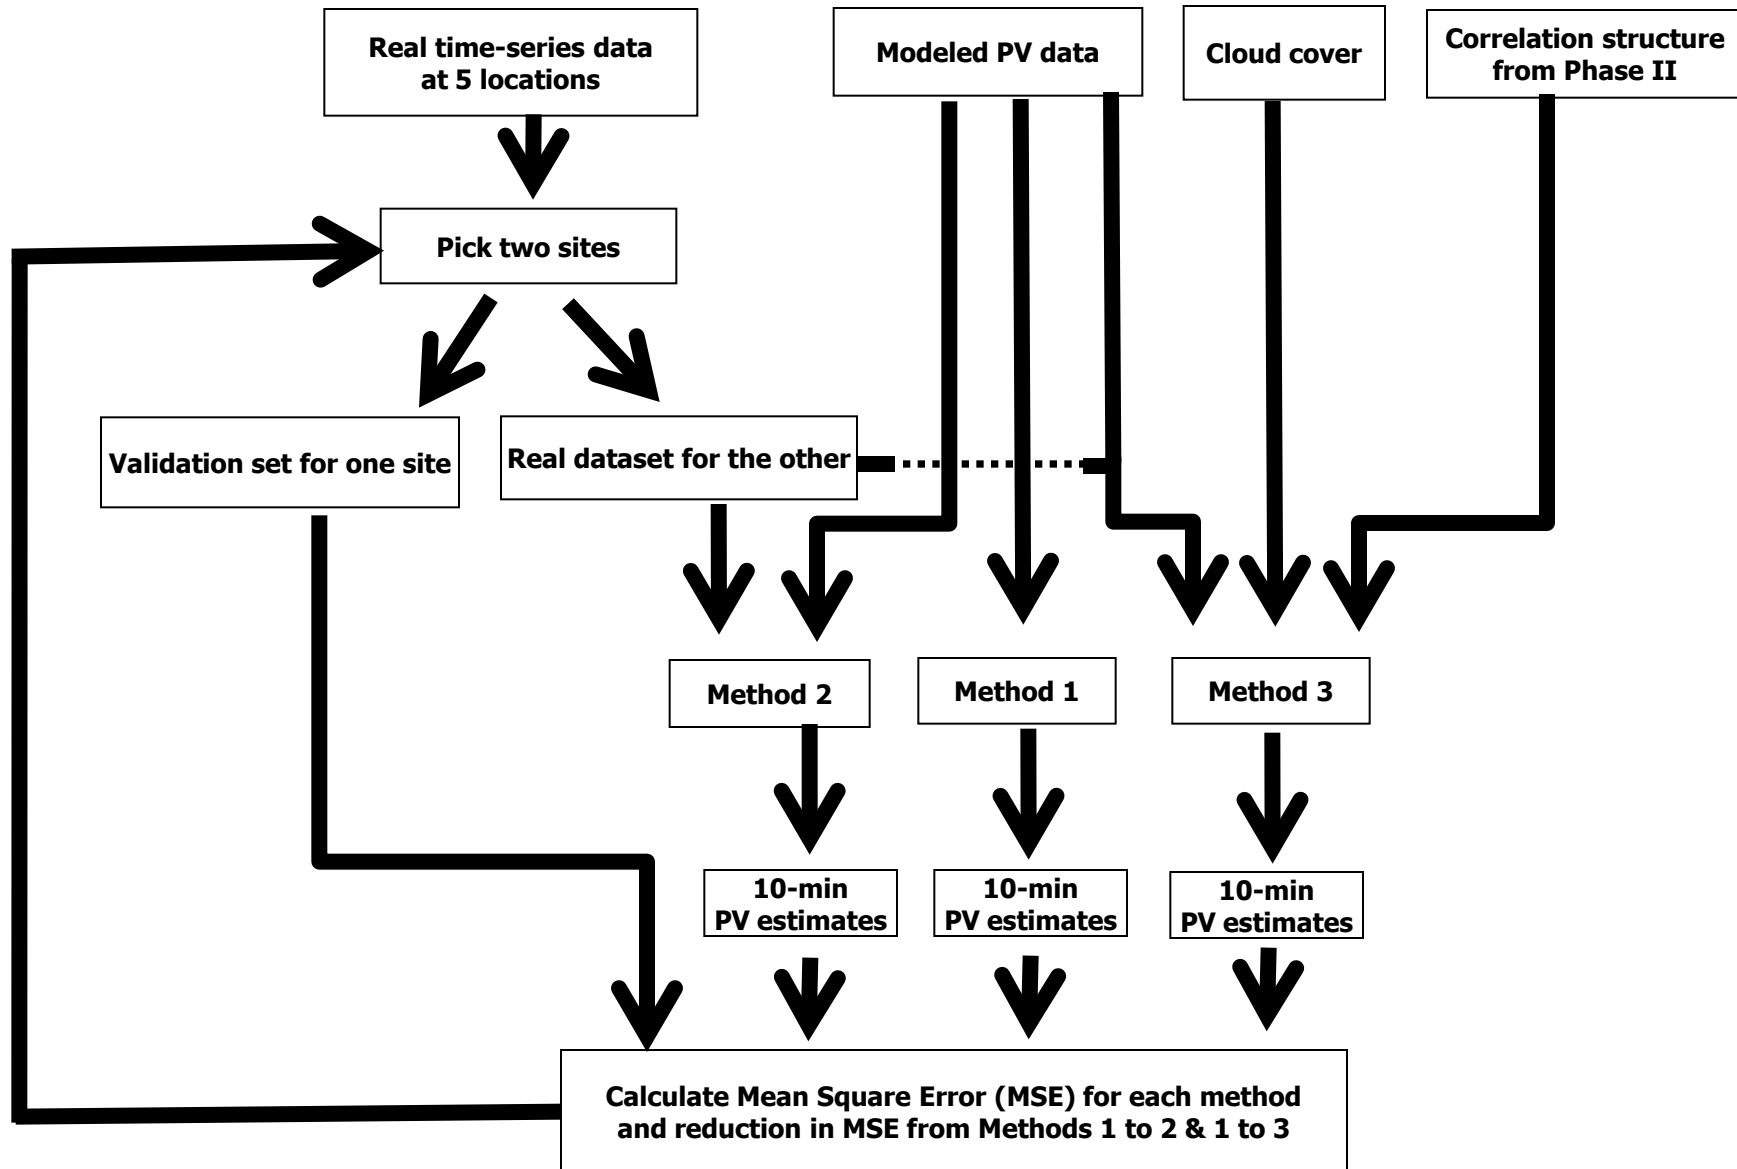 Real time-series data
at 5 locations
Modeled PV data
Cloud cover
Correlation structure
from Phase II
Pick two sites
Validation set for one site
Real dataset for the other
Method 2
Method 1
Method 3
10-min
PV estimates
10-min
PV estimates
10-min
PV estimates
Calculate Mean Square Error (MSE) for each method
and reduction in MSE from Methods 1 to 2 & 1 to 3